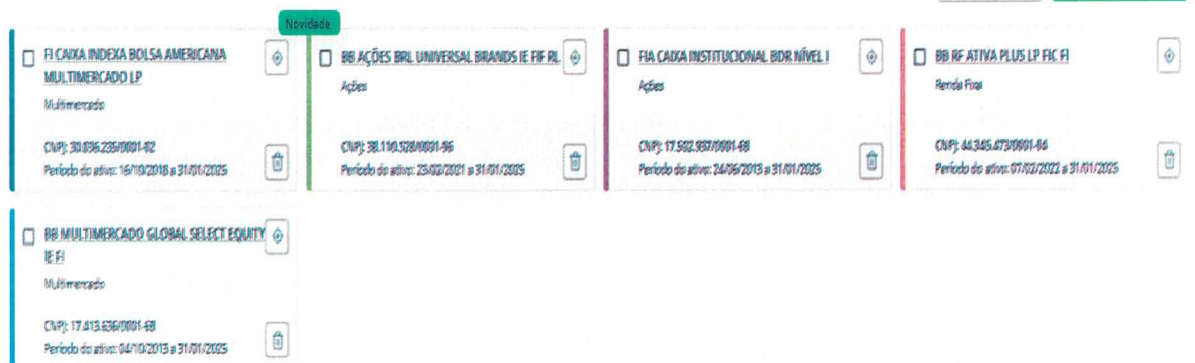 Novidade
FI CAIXA INDEXA BOLSA AMERICANA
MULTIMERCADO LP
Multimercado
CNPJ: 30.036.235/0001-02
Período do ativo: 16/10/2018 a 31/01/2025
BB AÇÕES BRL UNIVERSAL BRANDS IE FIF RL
Ações
CNPJ: 38.110.528/0001-96
Período do ativo: 23/02/2021 a 31/01/2025
FIA CAIXA INSTITUCIONAL BDR NÍVEL I
Ações
CNPJ: 17.502.937/0001-68
Período do ativo: 24/06/2013 a 31/01/2025
BB RF ATIVA PLUS LP FIC FI
Renda Fixa
CNPJ: 44.345.473/0001-04
Período do ativo: 07/02/2022 a 31/01/2025
BB MULTIMERCADO GLOBAL SELECT EQUITY
IE FI
Multimercado
CNPJ: 17.413.636/0001-68
Período do ativo: 04/10/2013 a 31/01/2025